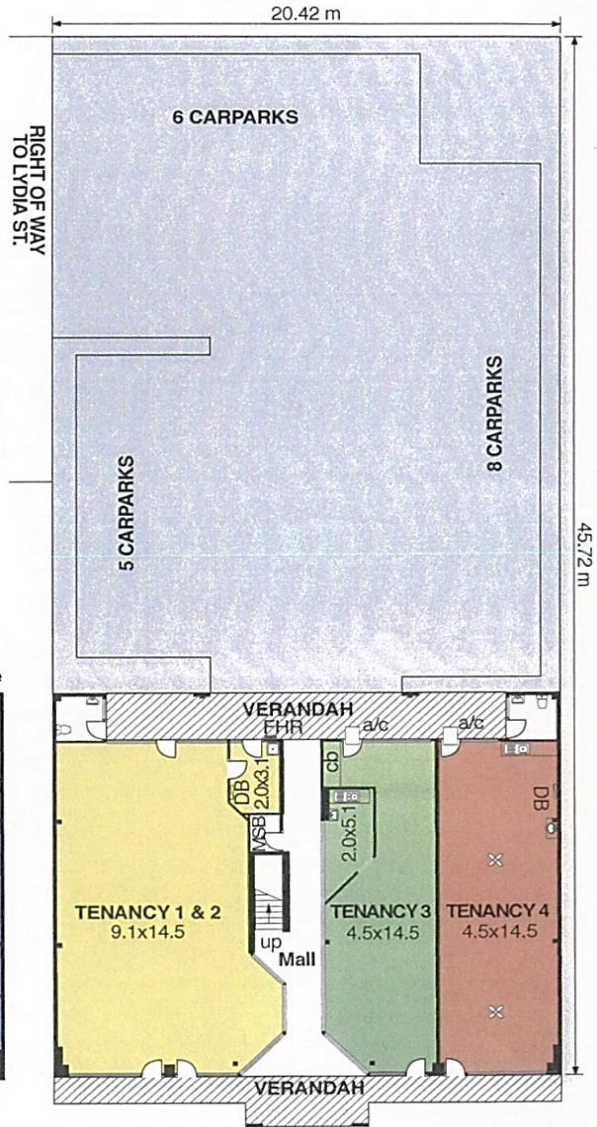 20.42 m
6 CARPARKS
RIGHT OF WAY
TO LYDIA ST.
8 CARPARKS
45.72 m
5 CARPARKS
VERANDAH
FHR
a/c
a/c
DB
2.0x3.1
cb
DB
MSB
2.0x5.1
TENANCY 1 & 2
9.1x14.5
up
Mall
TENANCY 3
4.5x14.5
TENANCY 4
4.5x14.5
VERANDAH